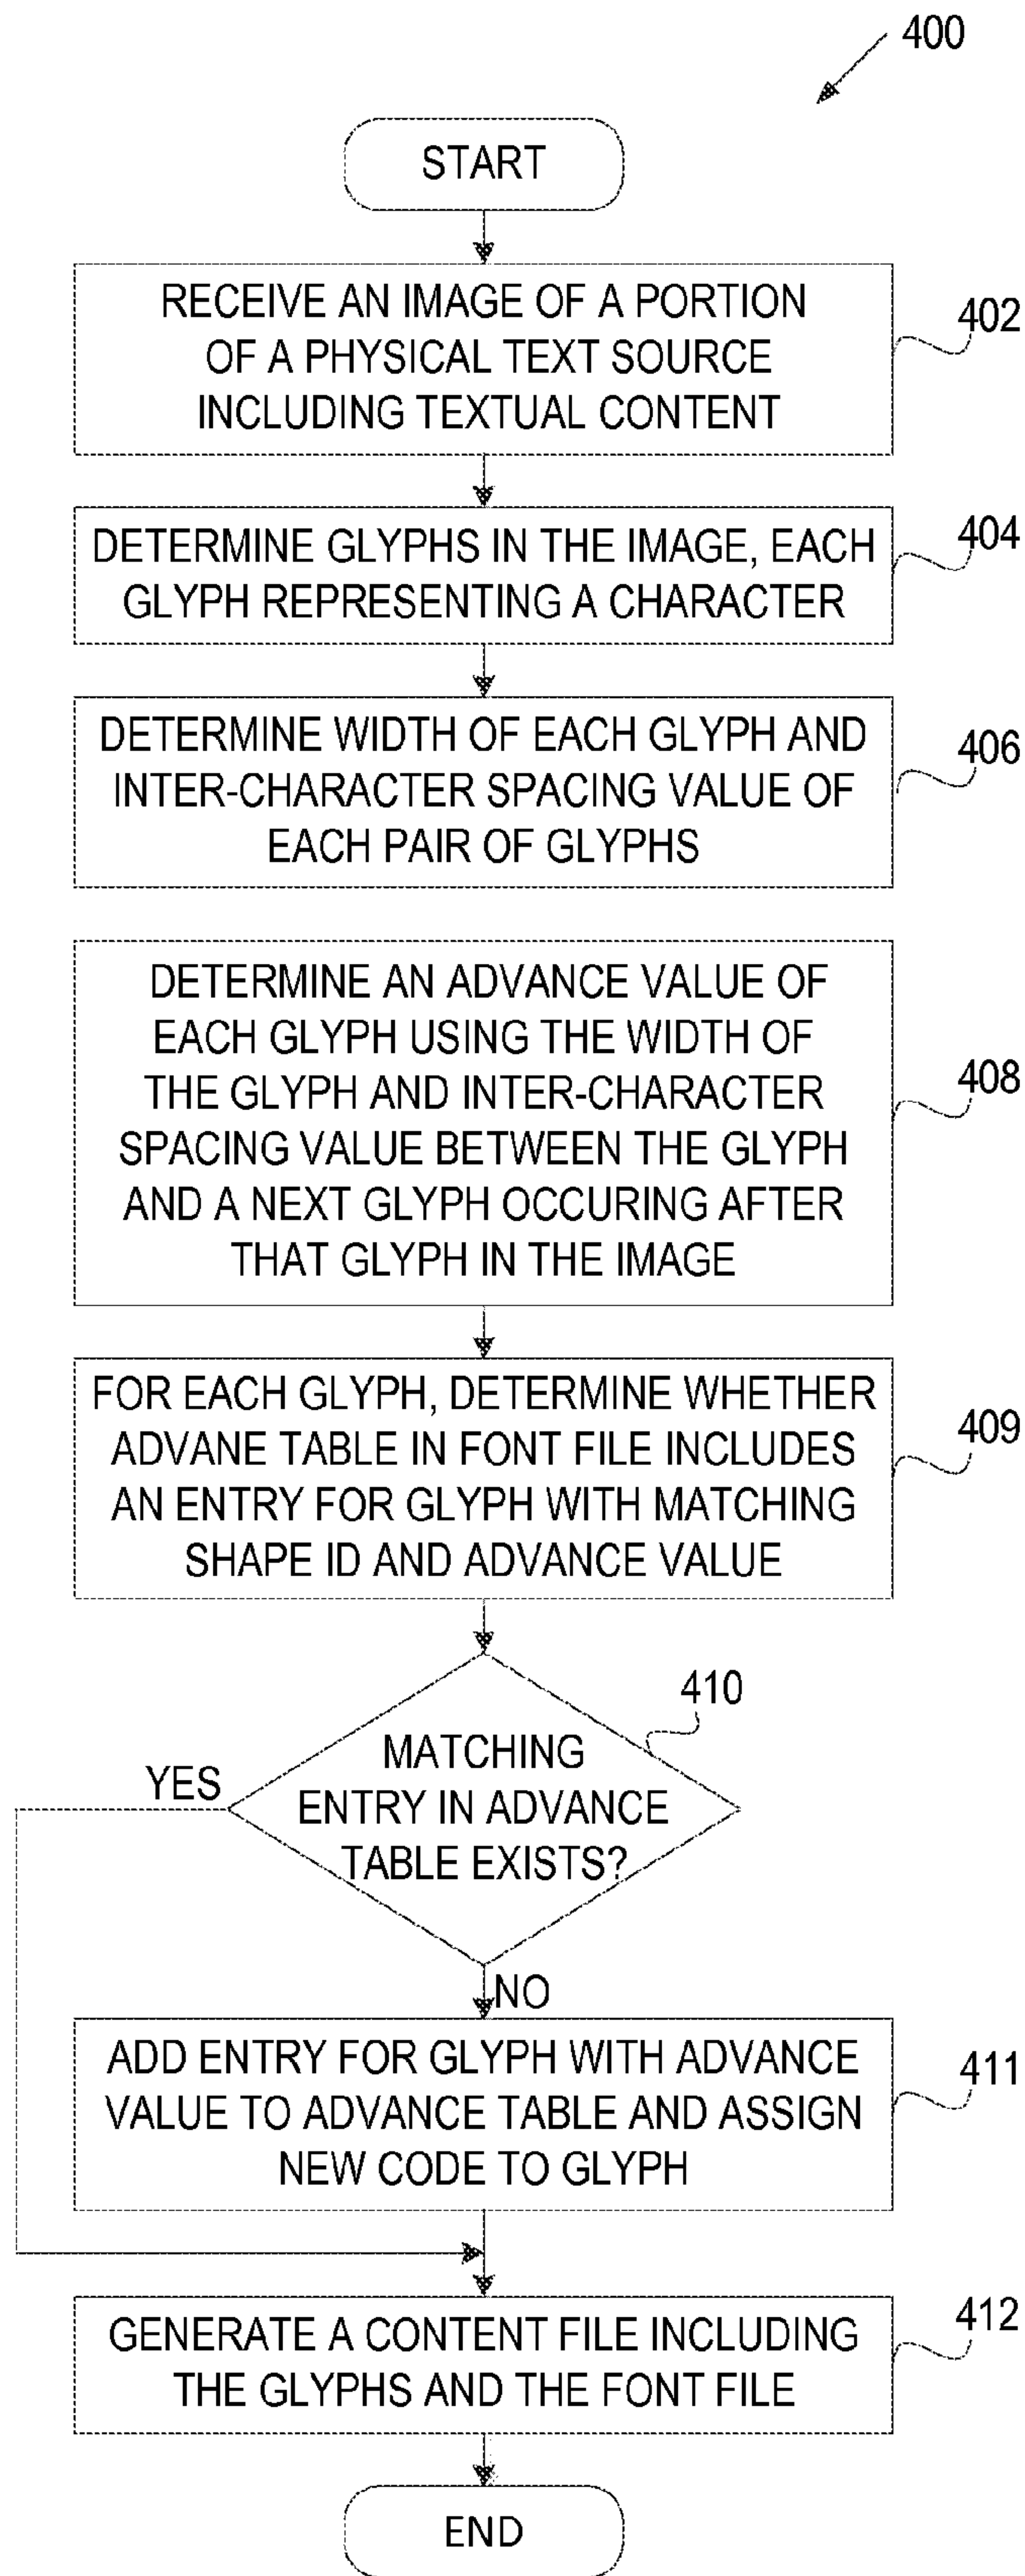 400
START
RECEIVE AN IMAGE OF A PORTION
OF A PHYSICAL TEXT SOURCE
INCLUDING TEXTUAL CONTENT
402
DETERMINE GLYPHS IN THE IMAGE, EACH
GLYPH REPRESENTING A CHARACTER
404
DETERMINE WIDTH OF EACH GLYPH AND
INTER-CHARACTER SPACING VALUE OF
EACH PAIR OF GLYPHS
406
DETERMINE AN ADVANCE VALUE OF
EACH GLYPH USING THE WIDTH OF
THE GLYPH AND INTER-CHARACTER
SPACING VALUE BETWEEN THE GLYPH
AND A NEXT GLYPH OCCURING AFTER
THAT GLYPH IN THE IMAGE
408
FOR EACH GLYPH, DETERMINE WHETHER
ADVANE TABLE IN FONT FILE INCLUDES
AN ENTRY FOR GLYPH WITH MATCHING
SHAPE ID AND ADVANCE VALUE
409
410
MATCHING
ENTRY IN ADVANCE
TABLE EXISTS?
YES
NO
ADD ENTRY FOR GLYPH WITH ADVANCE
VALUE TO ADVANCE TABLE AND ASSIGN
NEW CODE TO GLYPH
411
GENERATE A CONTENT FILE INCLUDING
THE GLYPHS AND THE FONT FILE
412
END